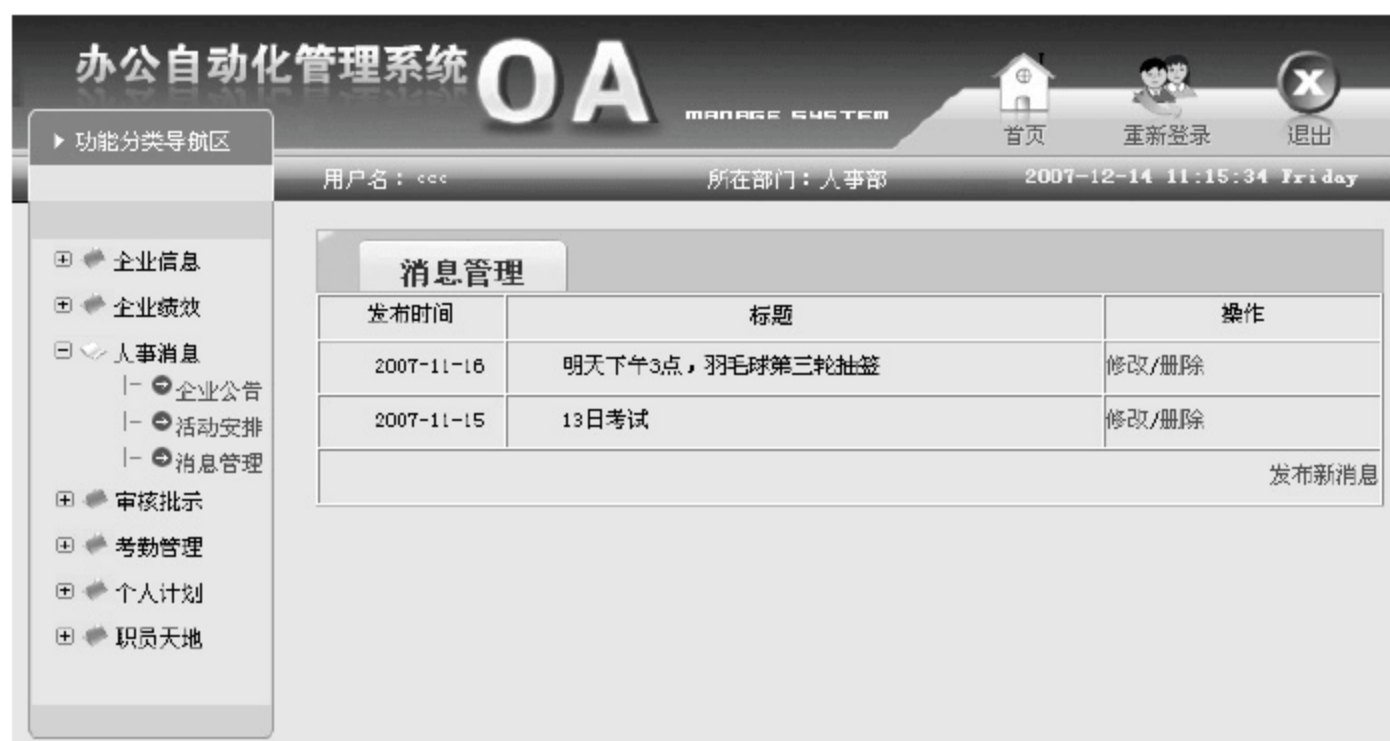 办公自动化管理系统 OA MANAGE SYSTEM
首页 重新登录 退出
功能分类导航区
用户名：ccc 所在部门：人事部 2007-12-14 11:15:34 Friday
企业信息
企业绩效
人事消息
企业公告
活动安排
消息管理
审核批示
考勤管理
个人计划
职员天地
消息管理
发布时间 标题 操作
2007-11-16 明天下午3点，羽毛球第三轮抽签 修改/删除
2007-11-15 13日考试 修改/删除
发布新消息